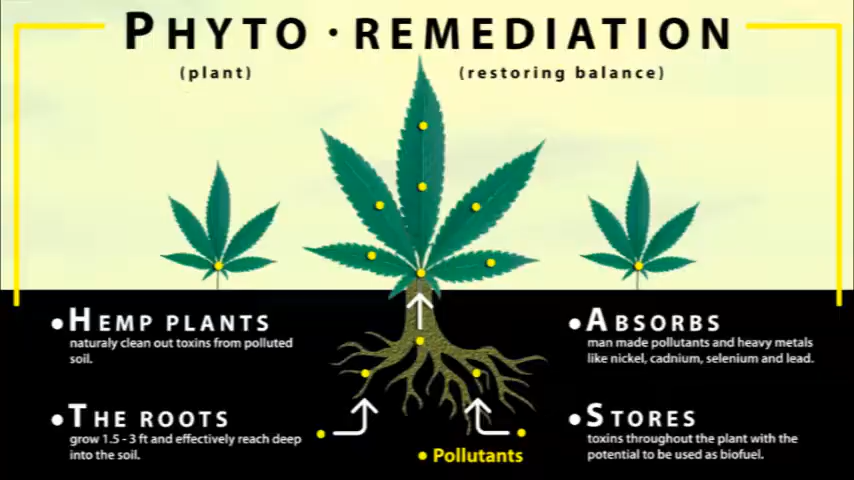 PHYTO · REMEDIATION
(plant)
(restoring balance)
•HEMP PLANTS
naturaly clean out toxins from polluted
soil.
•THE ROOTS
grow 1.5 - 3 ft and effectively reach deep
into the soil.
•ABSORBS
man made pollutants and heavy metals
like nickel, cadnium, selenium and lead.
•STORES
toxins throughout the plant with the
potential to be used as biofuel.
• Pollutants